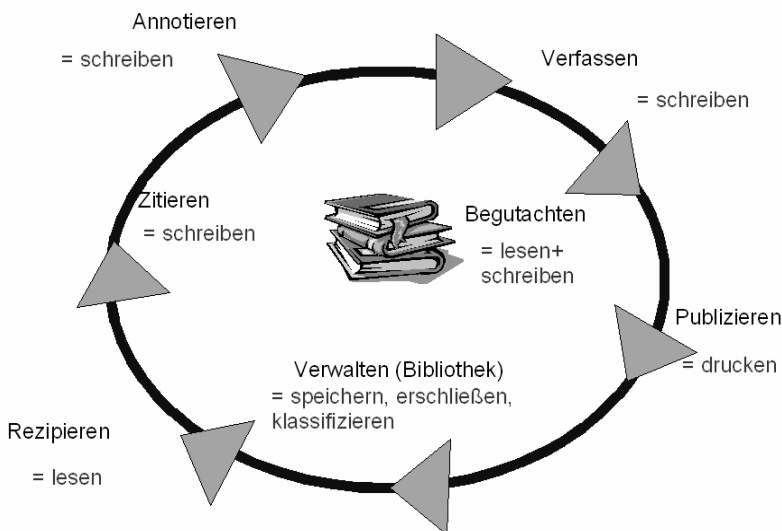 Annotieren
= schreiben
Verfassen
= schreiben
Zitieren
= schreiben
Begutachten
= lesen+
schreiben
Publizieren
= drucken
Verwalten (Bibliothek)
= speichern, erschließen,
klassifizieren
Rezipieren
= lesen